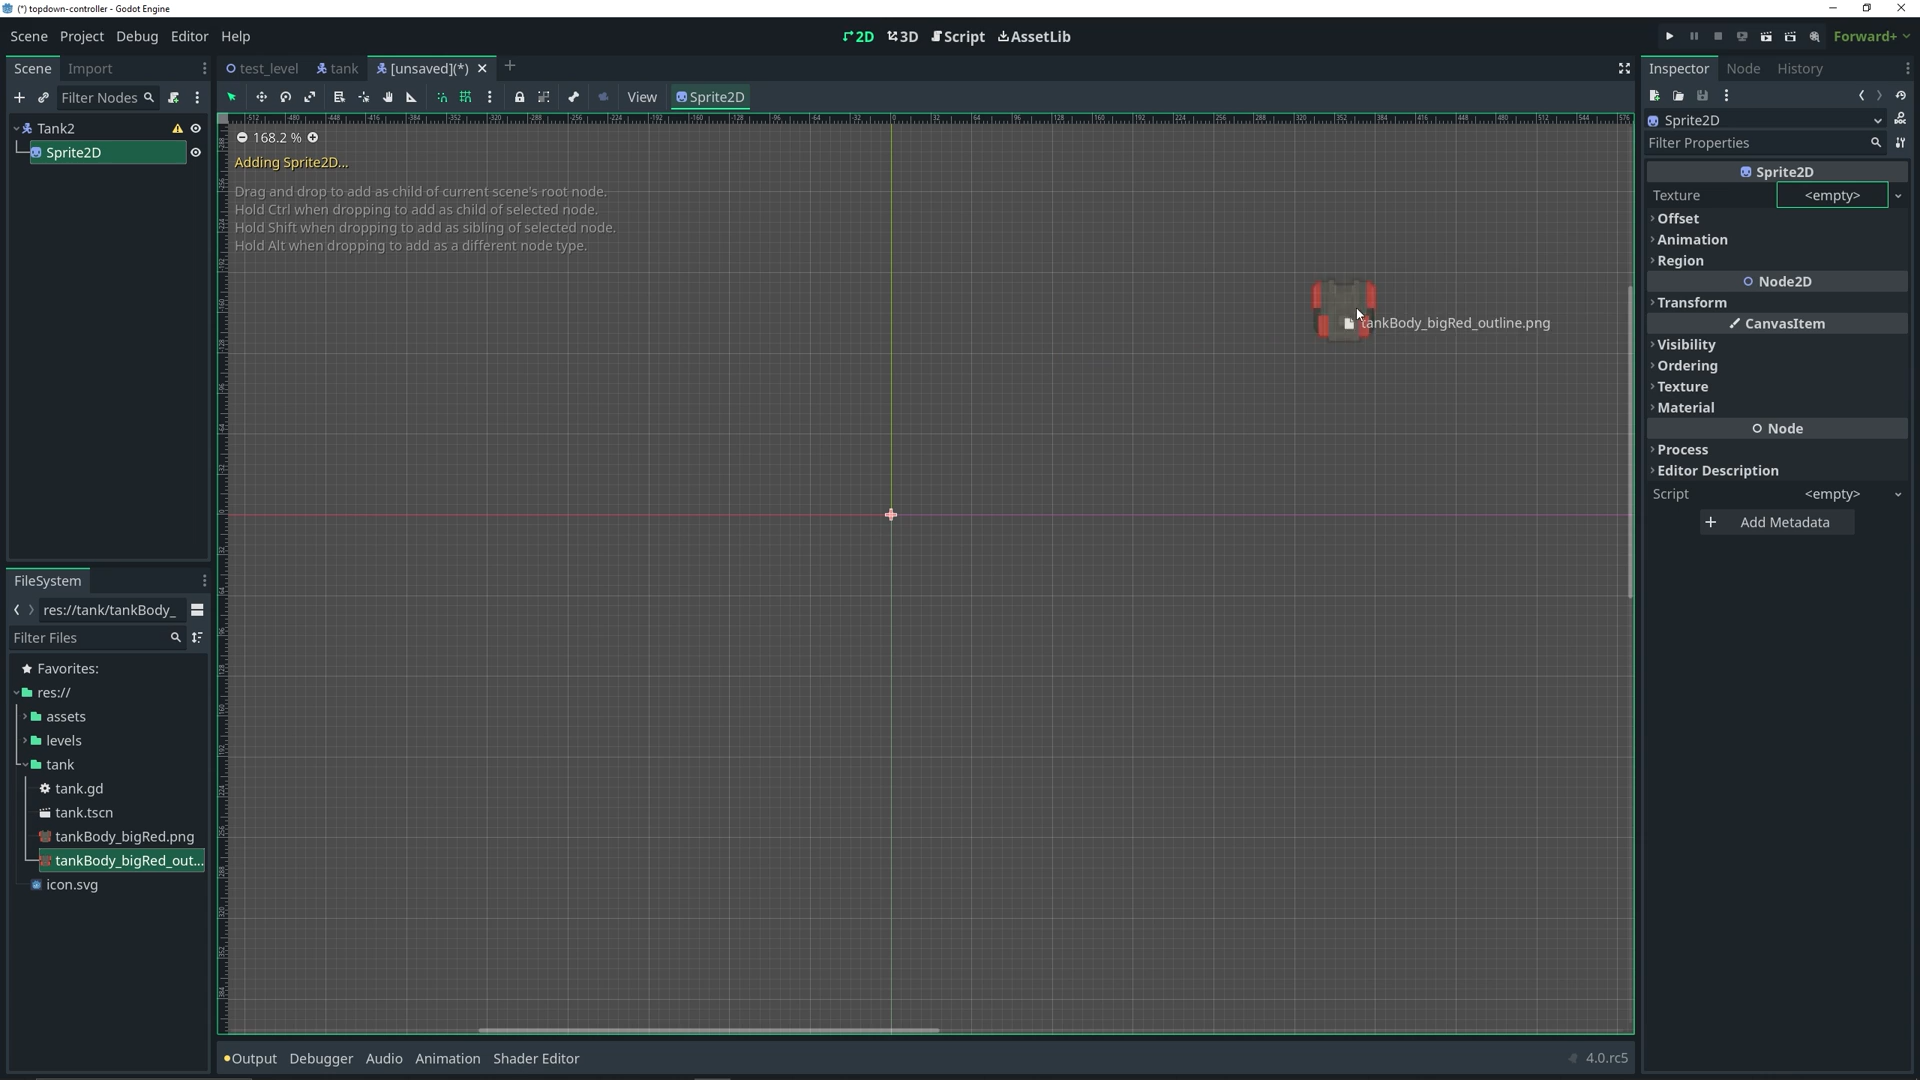 (*) topdown-controller - Godot Engine
Scene Project Debug Editor Help
2D 3D Script AssetLib
Forward+
Scene Import
Filter Nodes
Tank2
Sprite2D
test_level tank [unsaved](*)
View Sprite2D
168.2 %
Adding Sprite2D...
Drag and drop to add as child of current scene's root node.
Hold Ctrl when dropping to add as child of selected node.
Hold Shift when dropping to add as sibling of selected node.
Hold Alt when dropping to add as a different node type.
tankBody_bigRed_outline.png
FileSystem
res://tank/tankBody_
Filter Files
Favorites:
res://
assets
levels
tank
tank.gd
tank.tscn
tankBody_bigRed.png
tankBody_bigRed_out...
icon.svg
Output Debugger Audio Animation Shader Editor
4.0.rc5
Inspector Node History
Sprite2D
Filter Properties
Sprite2D
Texture <empty>
Offset
Animation
Region
Node2D
Transform
CanvasItem
Visibility
Ordering
Texture
Material
Node
Process
Editor Description
Script <empty>
Add Metadata